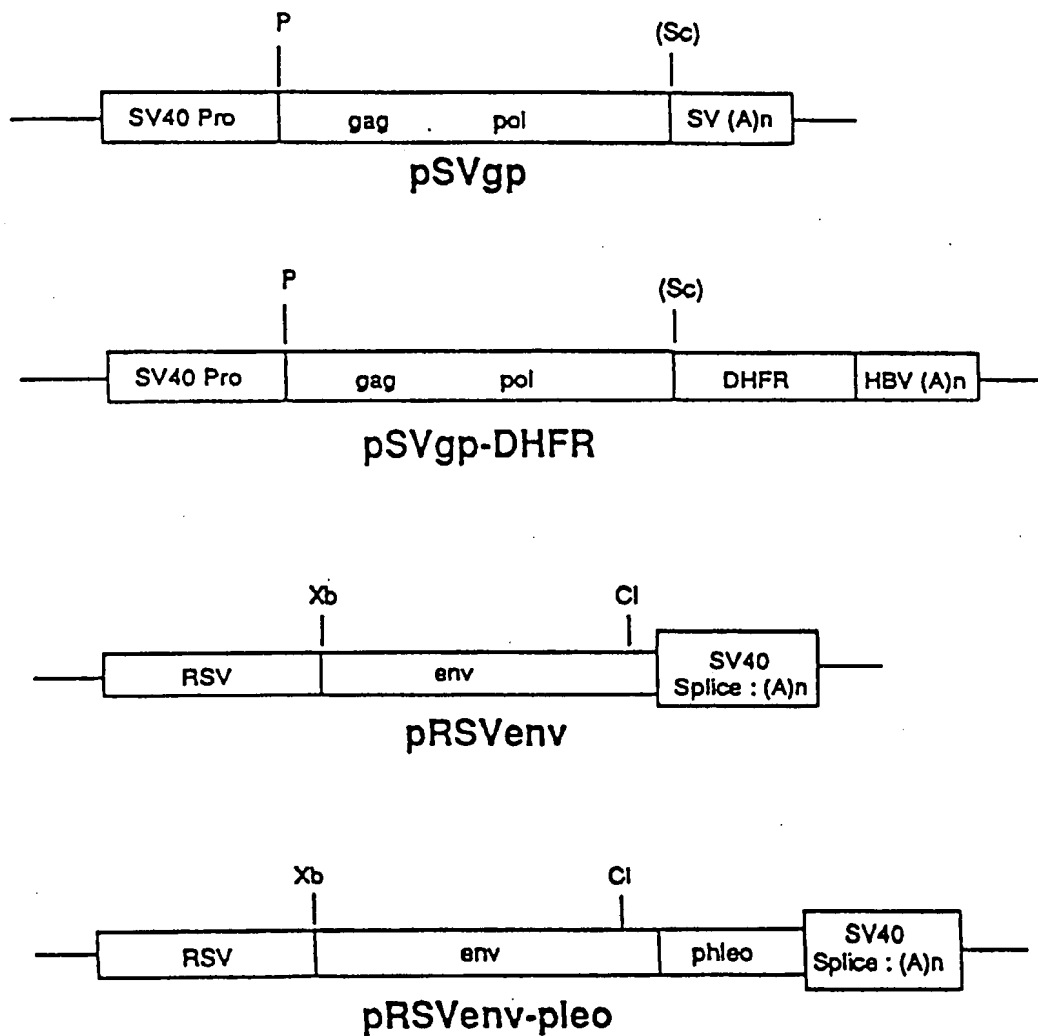 P (Sc)
SV40 Pro gag pol SV (A)n
pSVgp
P (Sc)
SV40 Pro gag pol DHFR HBV (A)n
pSVgp-DHFR
Xb Cl
RSV env SV40
Splice : (A)n
pRSVenv
Xb Cl
RSV env phleo SV40
Splice : (A)n
pRSVenv-pleo